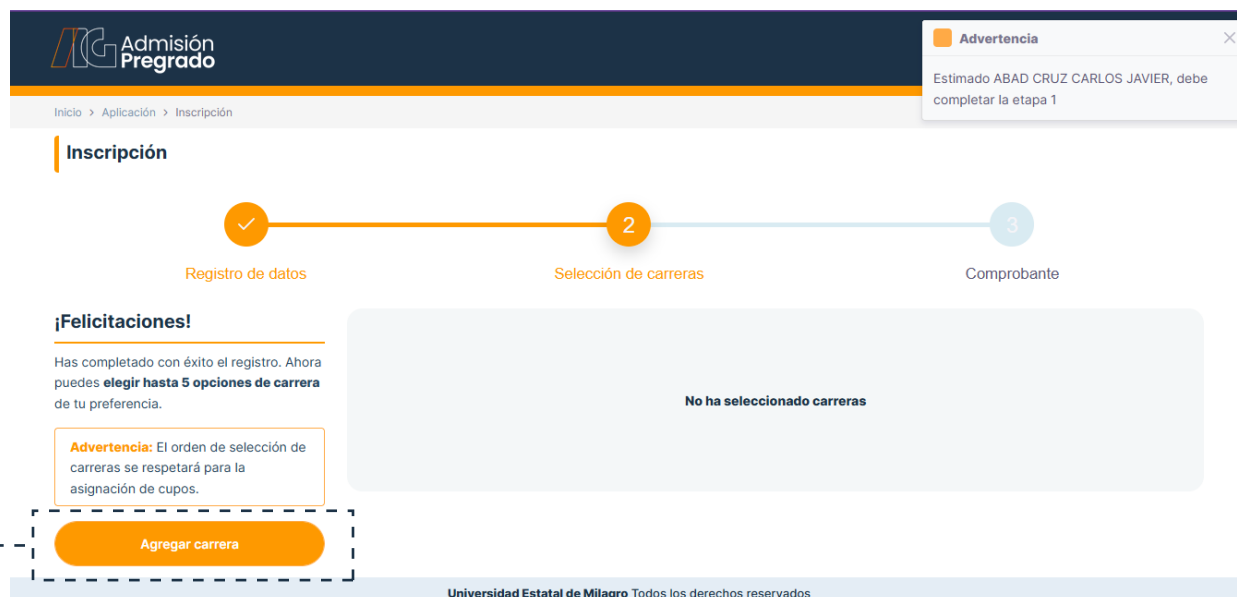 Admisión
Pregrado
Advertencia
Estimado ABAD CRUZ CARLOS JAVIER, debe
completar la etapa 1
Inicio > Aplicación > Inscripción
Inscripción
2
3
Registro de datos
Selección de carreras
Comprobante
¡Felicitaciones!
Has completado con éxito el registro. Ahora
puedes elegir hasta 5 opciones de carrera
de tu preferencia.
Advertencia: El orden de selección de
carreras se respetará para la
asignación de cupos.
No ha seleccionado carreras
Agregar carrera
Universidad Estatal de Milagro Todos los derechos reservados